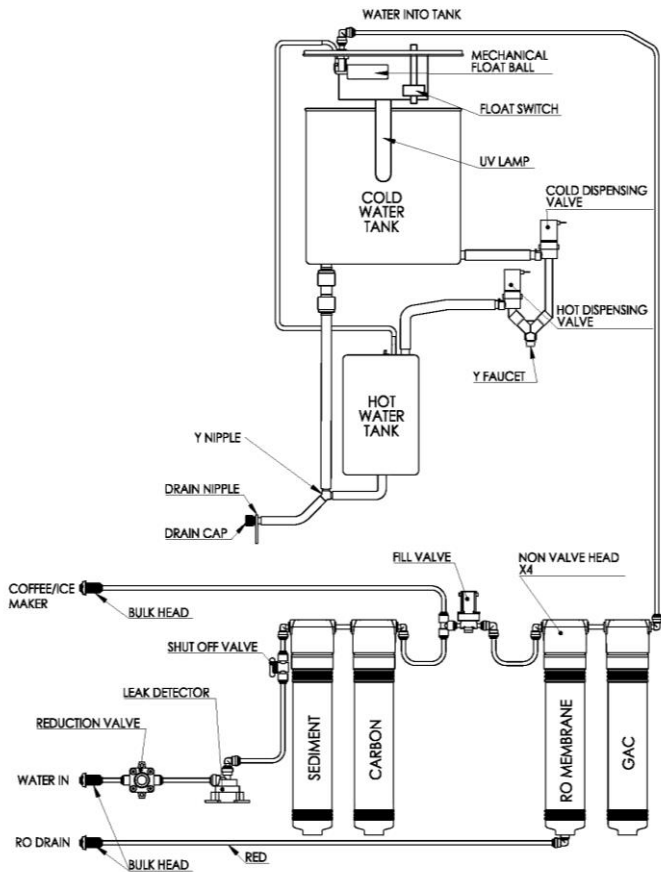 WATER INTO TANK
MECHANICAL
FLOAT BALL
FLOAT SWITCH
UV LAMP
COLD
WATER
TANK
COLD DISPENSING
VALVE
HOT DISPENSING
VALVE
Y FAUCET
HOT
WATER
TANK
Y NIPPLE
DRAIN NIPPLE
DRAIN CAP
FILL VALVE
NON VALVE HEAD
X4
COFFEE/ICE
MAKER
BULK HEAD
SHUT OFF VALVE
LEAK DETECTOR
REDUCTION VALVE
SEDIMENT
CARBON
RO MEMBRANE
GAC
WATER IN
RO DRAIN
BULK HEAD
RED